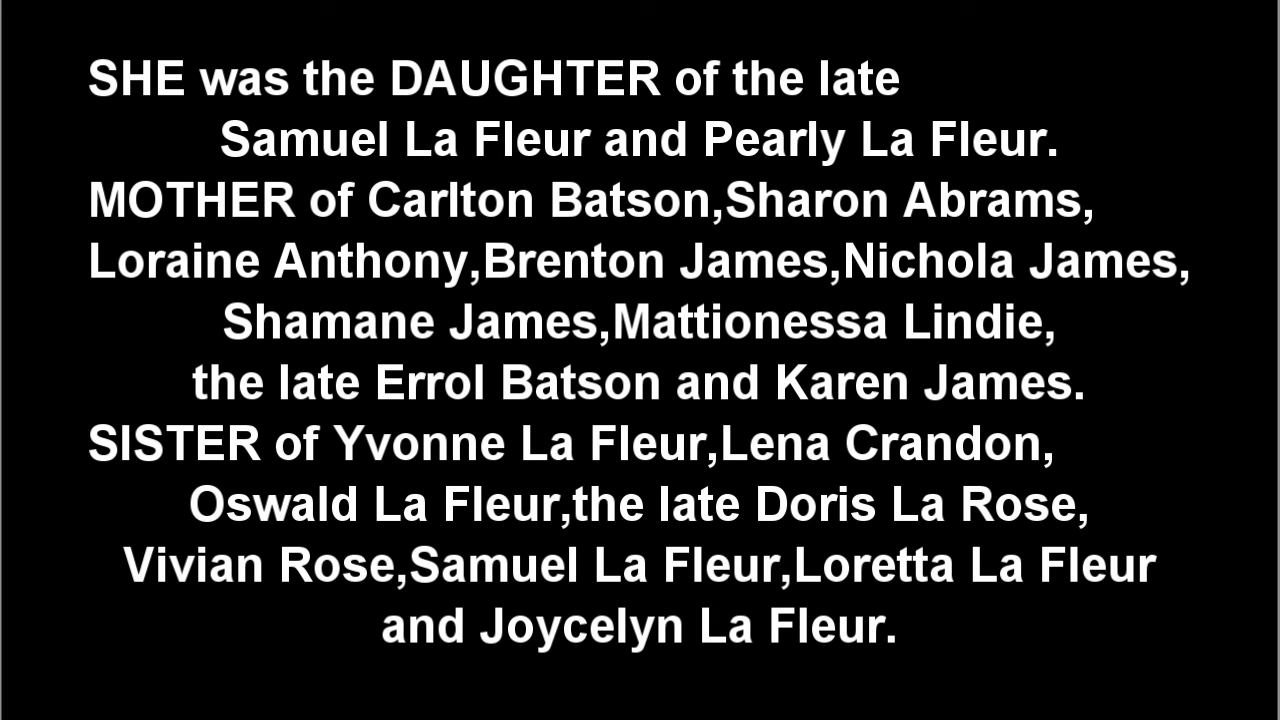 SHE was the DAUGHTER of the late
Samuel La Fleur and Pearly La Fleur.
MOTHER of Carlton Batson,Sharon Abrams,
Loraine Anthony,Brenton James,Nichola James,
Shamane James,Mattionessa Lindie,
the late Errol Batson and Karen James.
SISTER of Yvonne La Fleur,Lena Crandon,
Oswald La Fleur,the late Doris La Rose,
Vivian Rose,Samuel La Fleur,Loretta La Fleur
and Joycelyn La Fleur.